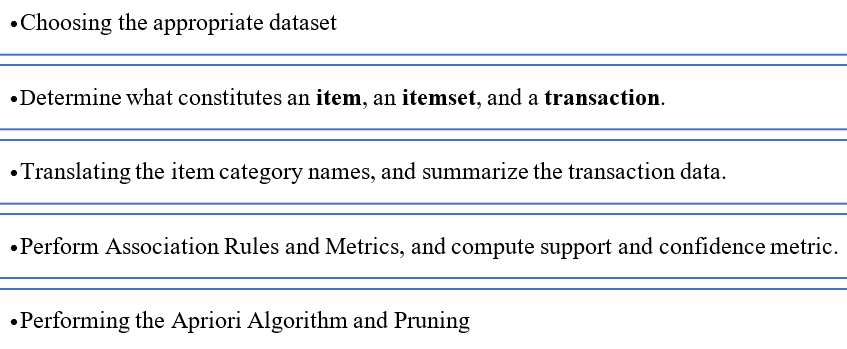 •Choosing the appropriate dataset
•Determine what constitutes an item, an itemset, and a transaction.
•Translating the item category names, and summarize the transaction data.
•Perform Association Rules and Metrics, and compute support and confidence metric.
•Performing the Apriori Algorithm and Pruning